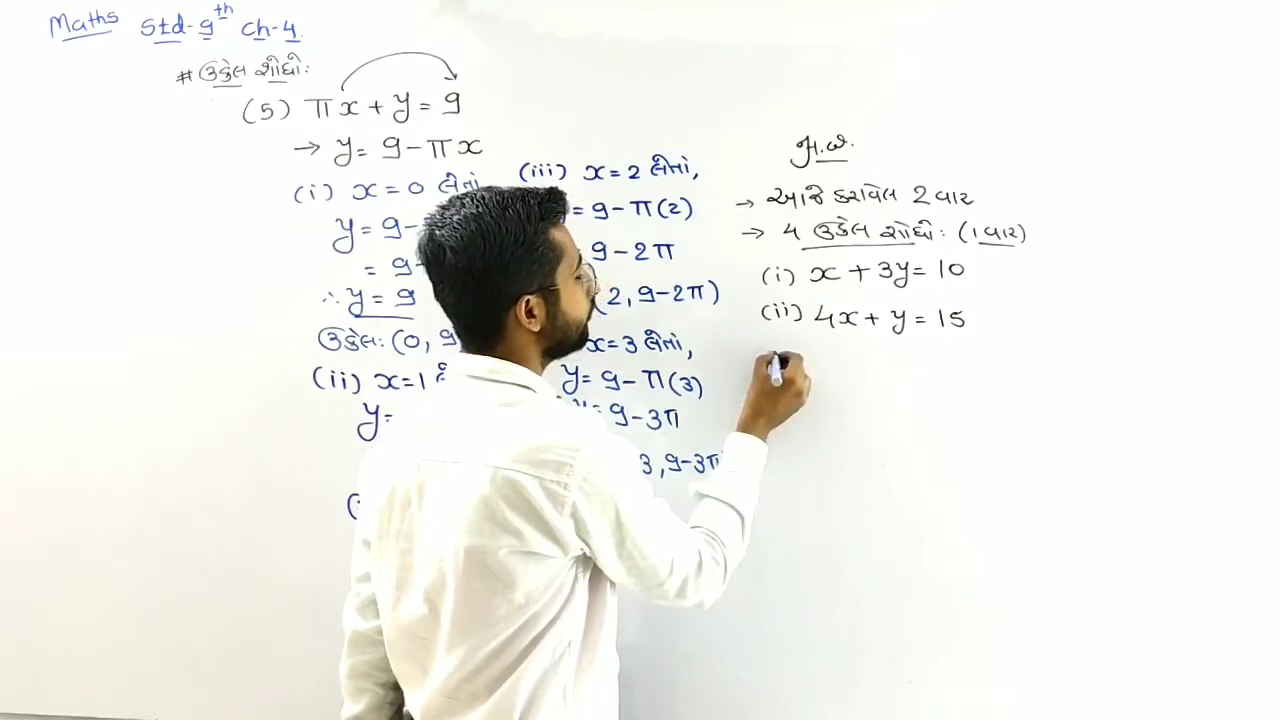 Maths Std-9th Ch-4.
# ઉકેલ શોધો:
(5) πx + y = 9
→ y = 9 - πx
(i) x = 0 લેતાં
y = 9 -
= 9
∴ y = 9
ઉકેલ: (0, 9
(ii) x=1
y=
(iii) x = 2 લેતાં,
= 9 - π(2)
9 - 2π
(2, 9-2π)
x=3 લેતાં,
y = 9 - π(3)
y = 9-3π
3, 9-3π
H.W.
→ આજે કરાવેલ 2 વાર
→ 4 ઉકેલ શોધો: (1 વાર)
(i) x + 3y = 10
(ii) 4x + y = 15